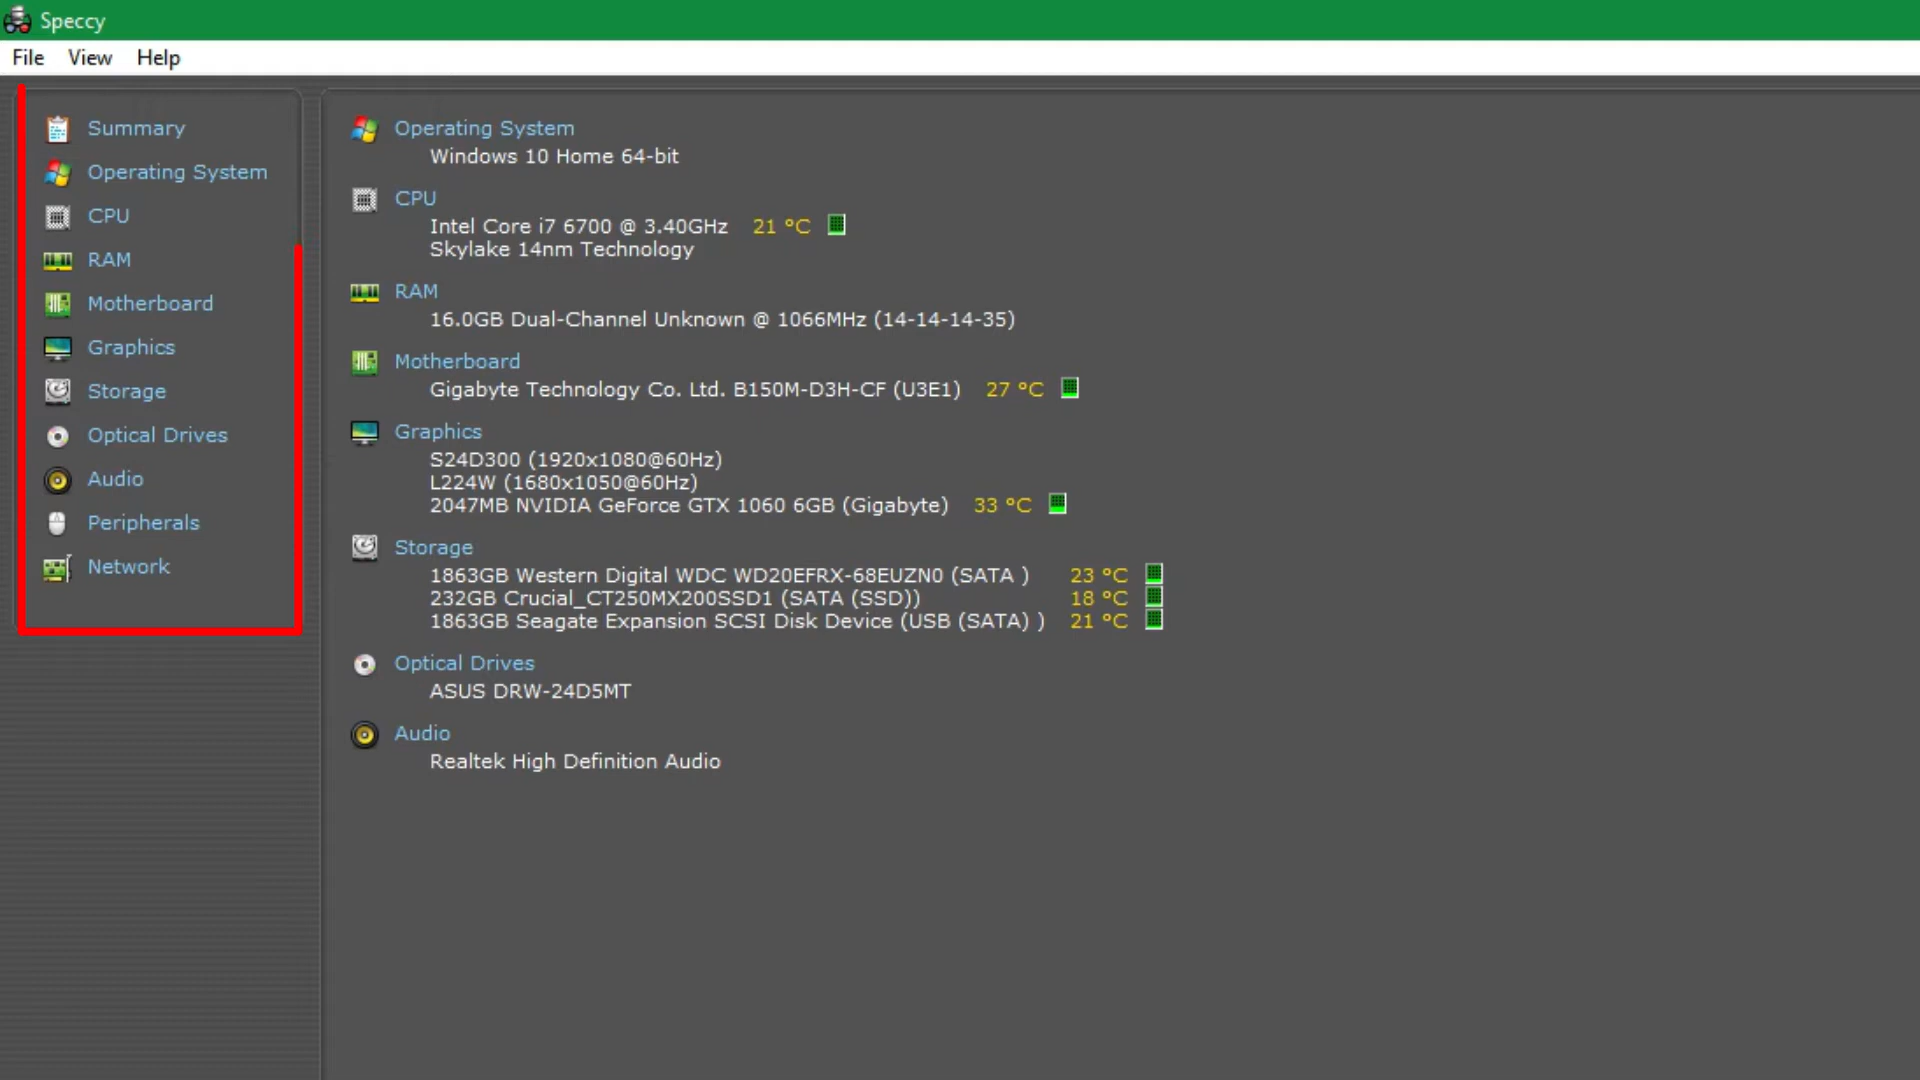 Speccy
File View Help
Summary
Operating System
CPU
RAM
Motherboard
Graphics
Storage
Optical Drives
Audio
Peripherals
Network
Operating System
Windows 10 Home 64-bit
CPU
Intel Core i7 6700 @ 3.40GHz 21 °C
Skylake 14nm Technology
RAM
16.0GB Dual-Channel Unknown @ 1066MHz (14-14-14-35)
Motherboard
Gigabyte Technology Co. Ltd. B150M-D3H-CF (U3E1) 27 °C
Graphics
S24D300 (1920x1080@60Hz)
L224W (1680x1050@60Hz)
2047MB NVIDIA GeForce GTX 1060 6GB (Gigabyte) 33 °C
Storage
1863GB Western Digital WDC WD20EFRX-68EUZN0 (SATA ) 23 °C
232GB Crucial_CT250MX200SSD1 (SATA (SSD)) 18 °C
1863GB Seagate Expansion SCSI Disk Device (USB (SATA) ) 21 °C
Optical Drives
ASUS DRW-24D5MT
Audio
Realtek High Definition Audio